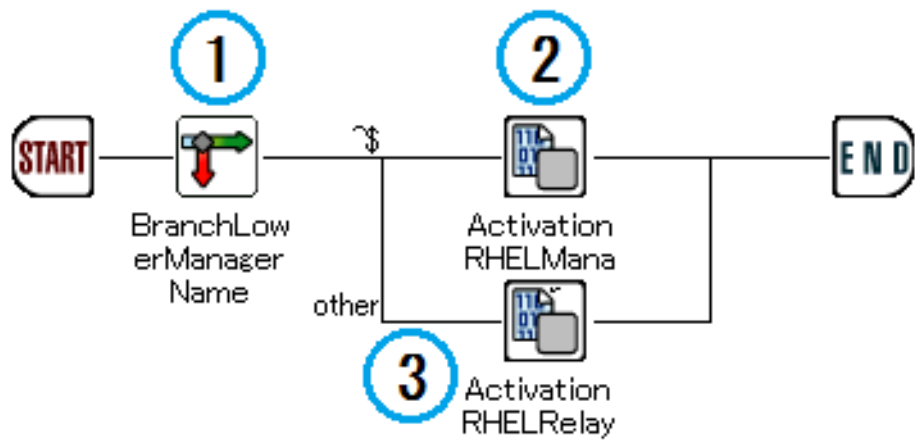 1
2
START
^$
END
BranchLow
erManager
Name
Activation
RHELMana
other
3
Activation
RHELRelay